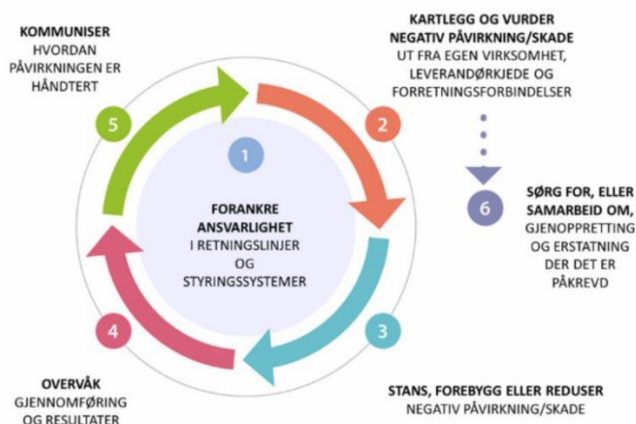 KOMMUNISER
HVORDAN
PÅVIRKNINGEN ER
HÅNDTERT
KARTLEGG OG VURDER
NEGATIV PÅVIRKNING/SKADE
UT FRA EGEN VIRKSOMHET,
LEVERANDØRKJEDE OG
FORRETNINGSFORBINDELSER
5
2
1
FORANKRE
ANSVARLIGHET
I RETNINGSLINJER
OG
STYRINGSSYSTEMER
6
SØRG FOR, ELLER
SAMARBEID OM,
GJENOPPRETTING
OG ERSTATNING
DER DET ER
PÅKREVD
4
3
OVERVÅK
GJENNOMFØRING
OG RESULTATER
STANS, FOREBYGG ELLER REDUSER
NEGATIV PÅVIRKNING/SKADE